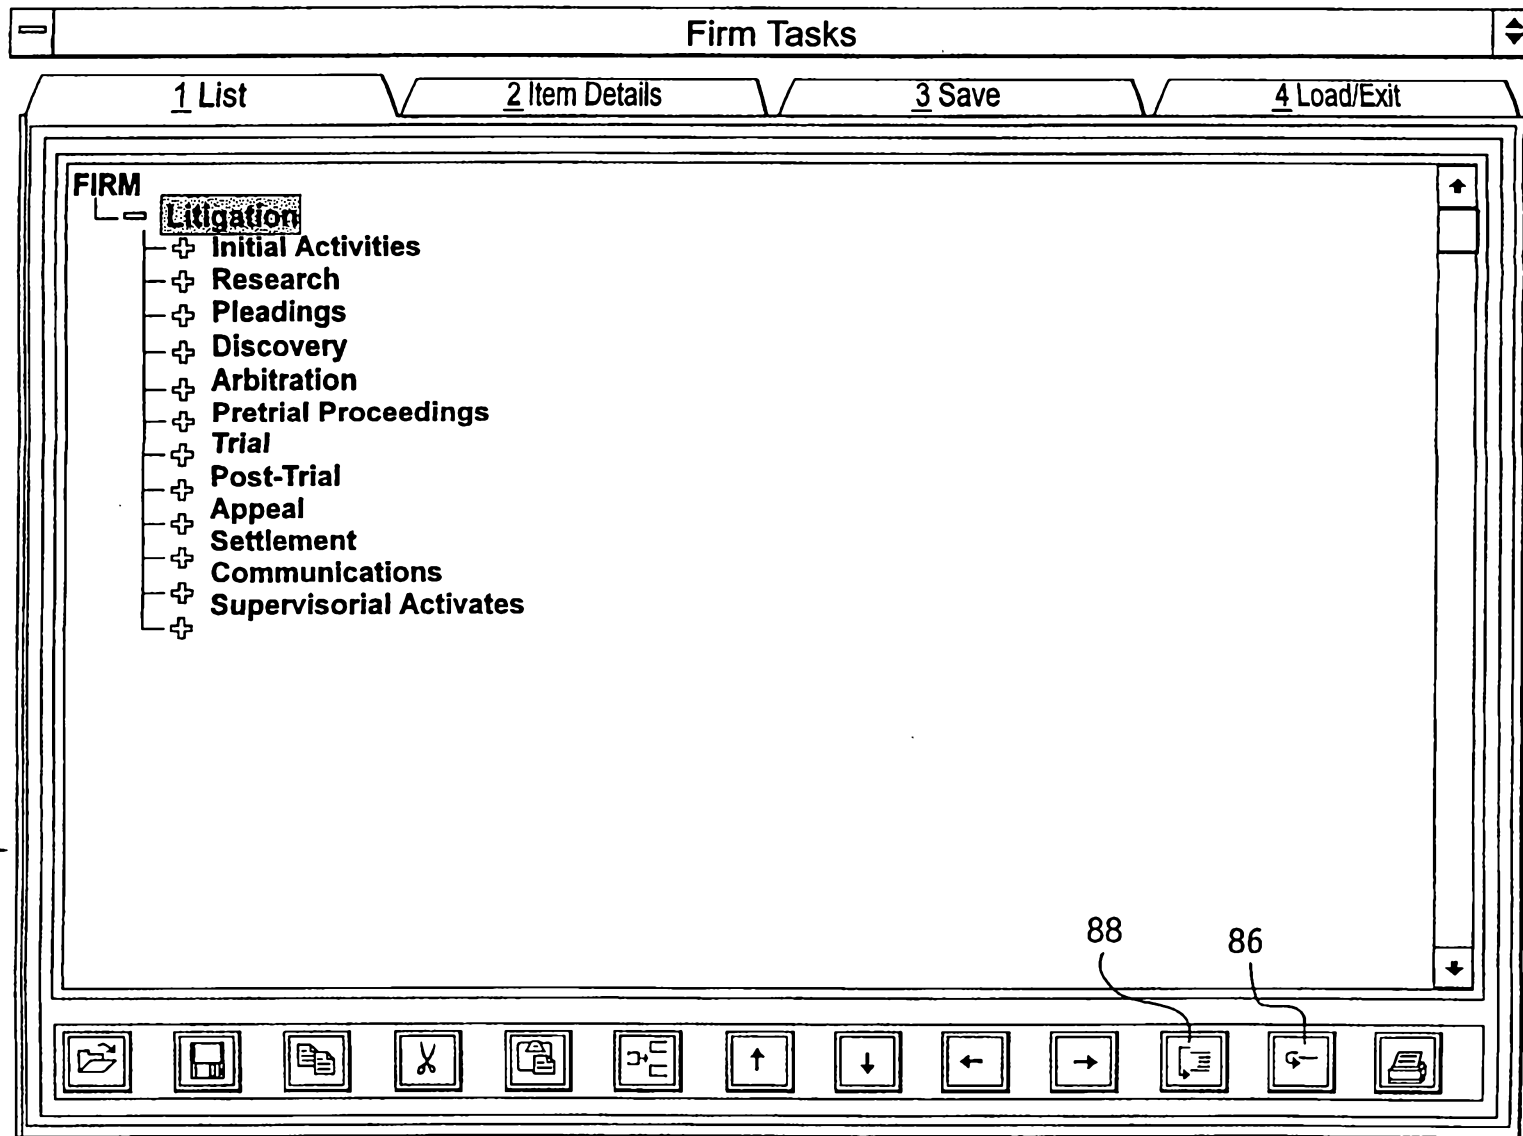 Firm Tasks
1 List
2 Item Details
3 Save
4 Load/Exit
FIRM
Litigation
Initial Activities
Research
Pleadings
Discovery
Arbitration
Pretrial Proceedings
Trial
Post-Trial
Appeal
Settlement
Communications
Supervisorial Activates
88
86